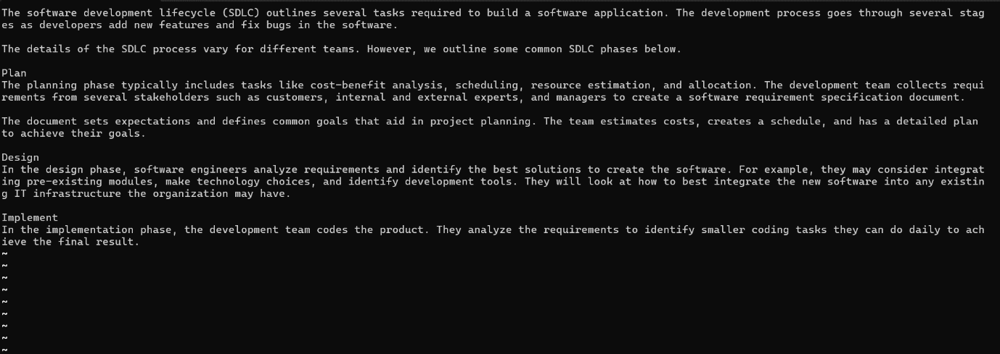 The software development lifecycle (SDLC) outlines several tasks required to build a software application. The development process goes through several stag
es as developers add new features and fix bugs in the software.

The details of the SDLC process vary for different teams. However, we outline some common SDLC phases below.

Plan
The planning phase typically includes tasks like cost-benefit analysis, scheduling, resource estimation, and allocation. The development team collects requi
rements from several stakeholders such as customers, internal and external experts, and managers to create a software requirement specification document.

The document sets expectations and defines common goals that aid in project planning. The team estimates costs, creates a schedule, and has a detailed plan
to achieve their goals.

Design
In the design phase, software engineers analyze requirements and identify the best solutions to create the software. For example, they may consider integrat
ing pre-existing modules, make technology choices, and identify development tools. They will look at how to best integrate the new software into any existin
g IT infrastructure the organization may have.

Implement
In the implementation phase, the development team codes the product. They analyze the requirements to identify smaller coding tasks they can do daily to ach
ieve the final result.
~
~
~
~
~
~
~
~
~